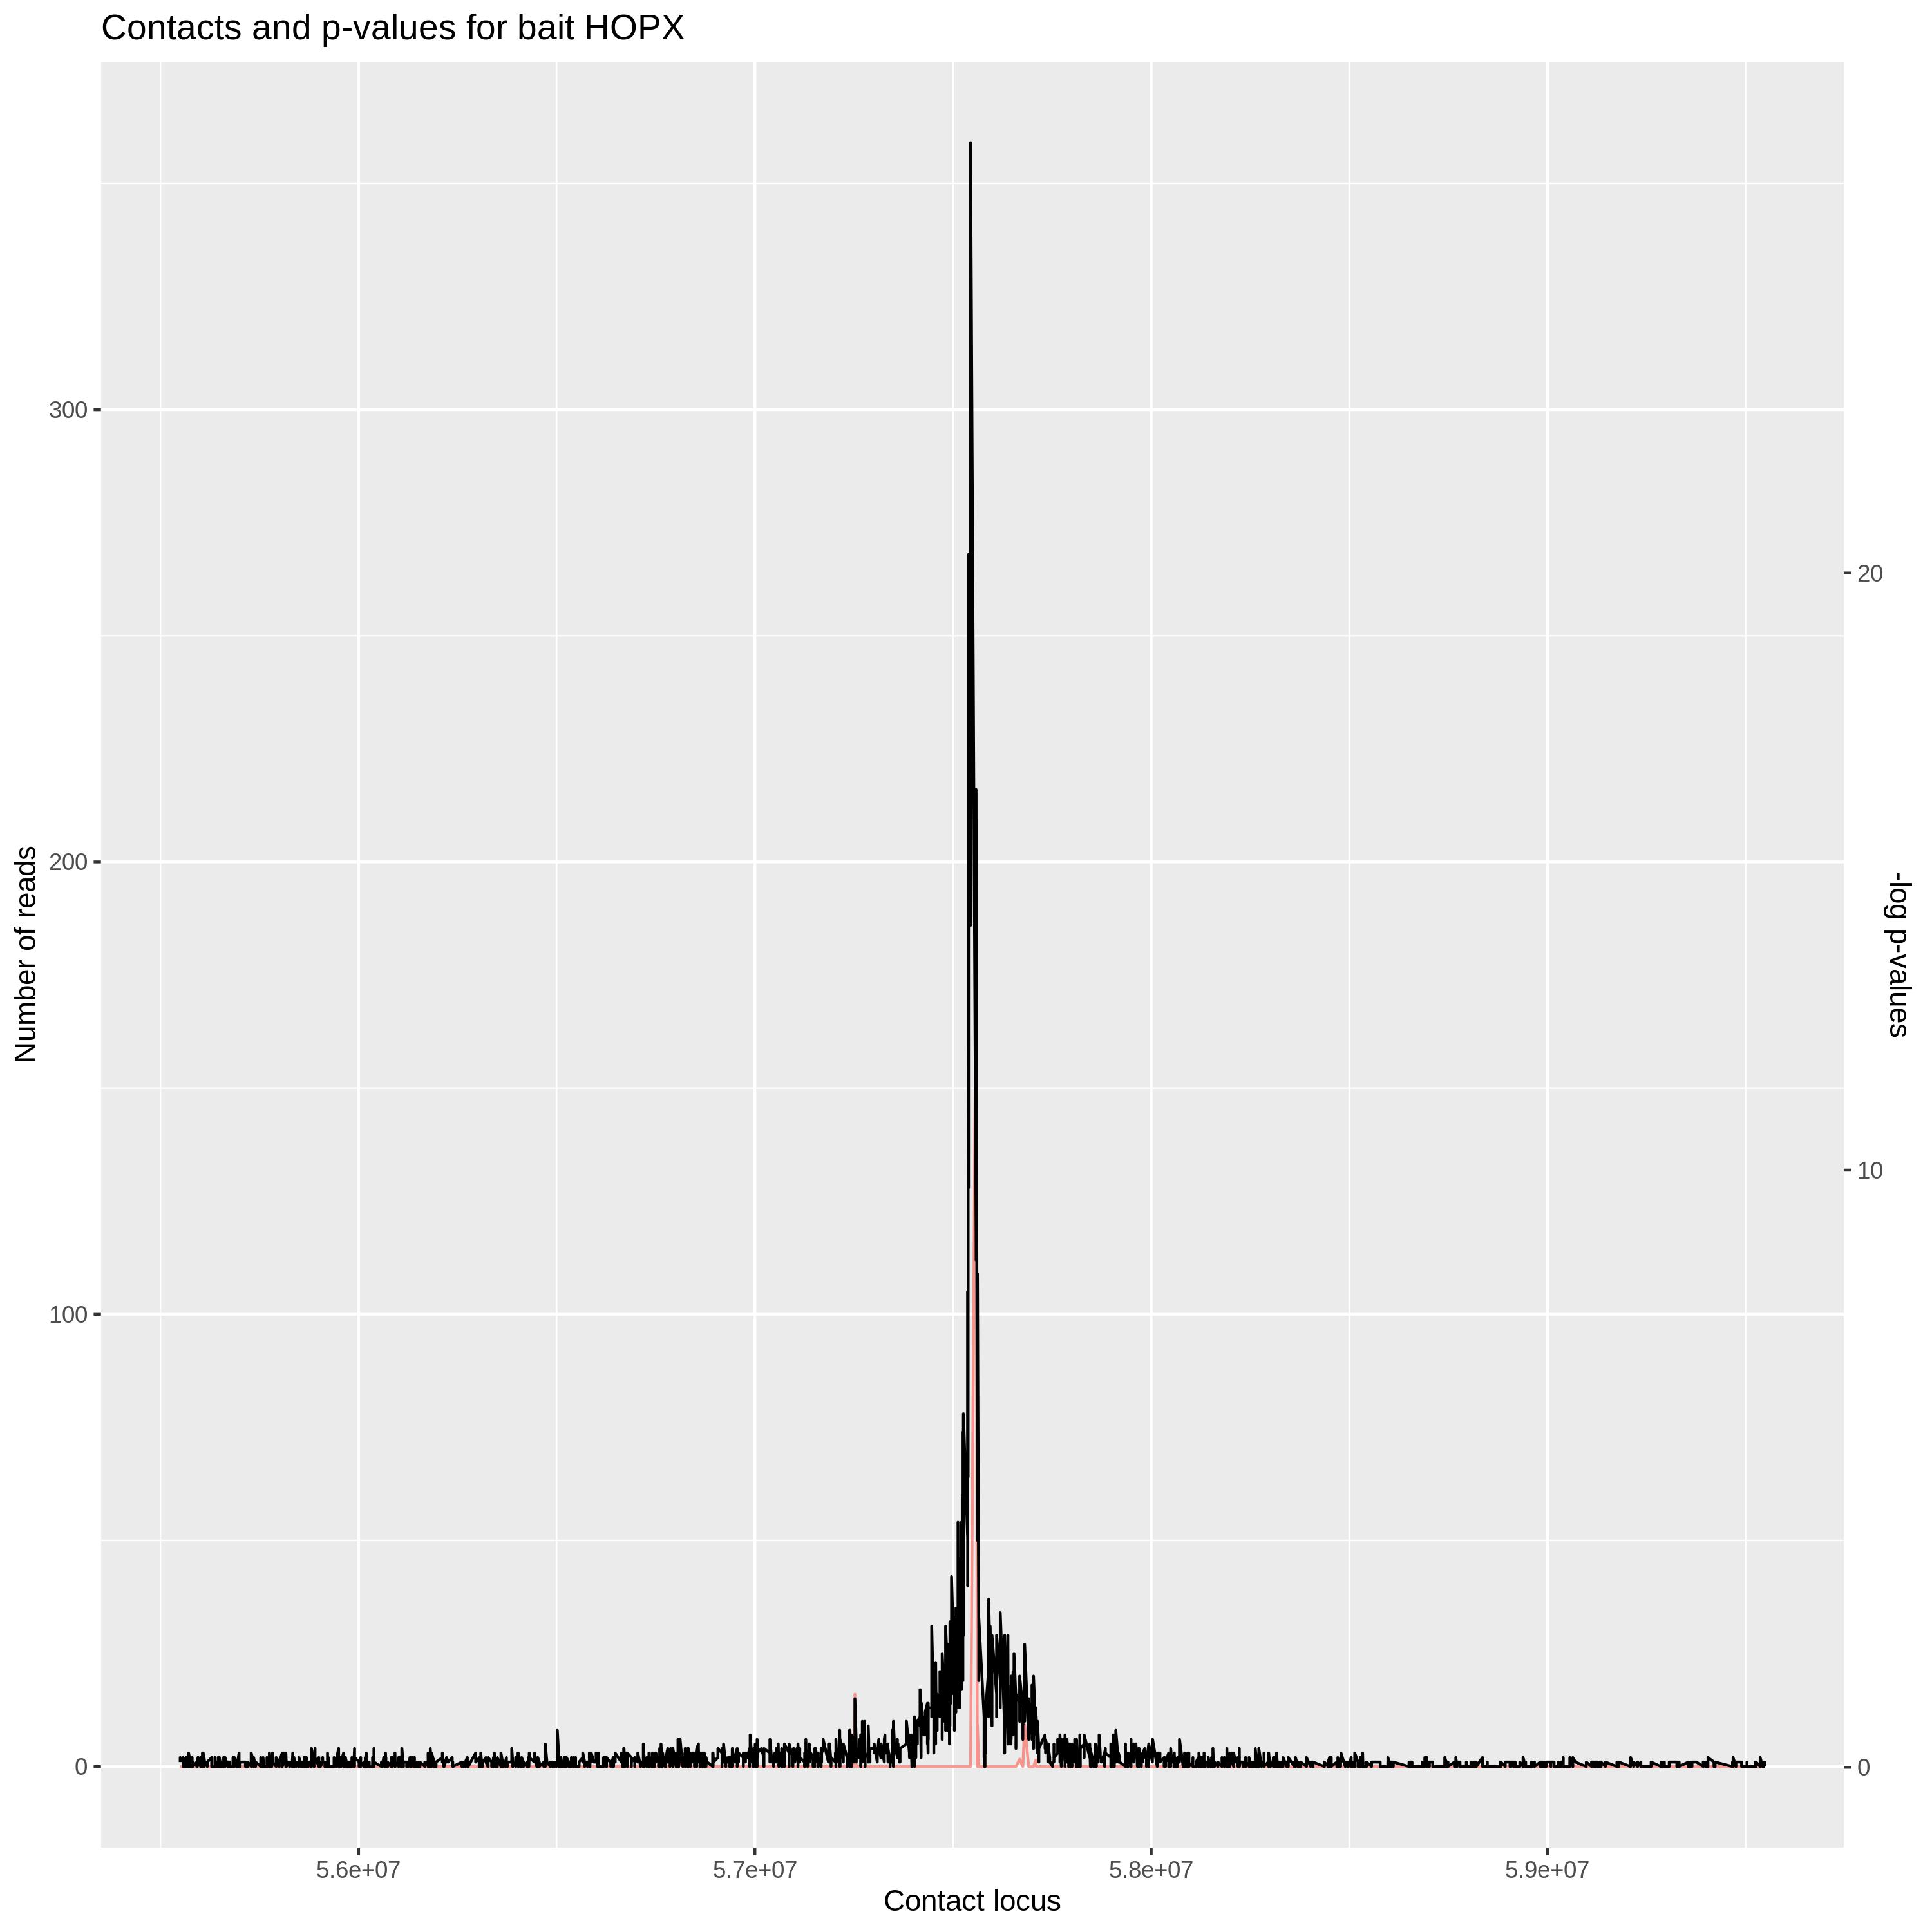 Contacts and p-values for bait HOPX
Number of reads
300
200
100
0
-log p-values
20
10
0
5.6e+07 5.7e+07 5.8e+07 5.9e+07
Contact locus